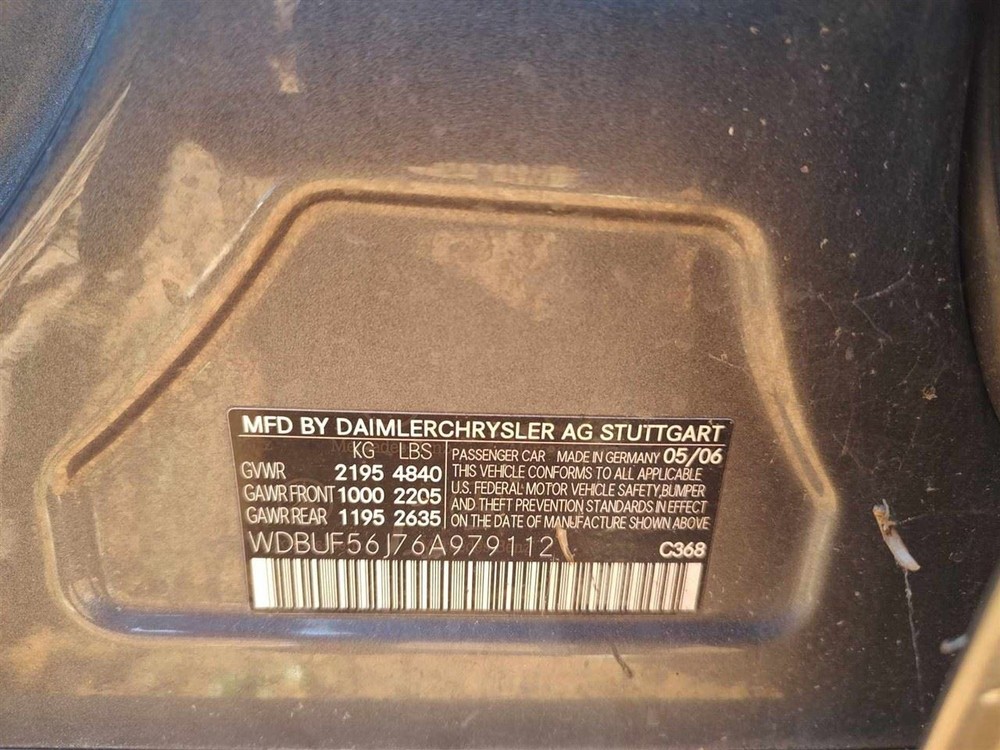 MFD BY DAIMLERCHRYSLER AG STUTTGART
KG LBS
GVWR 2195 4840
GAWR FRONT 1000 2205
GAWR REAR 1195 2635
PASSENGER CAR MADE IN GERMANY 05/06
THIS VEHICLE CONFORMS TO ALL APPLICABLE
U.S. FEDERAL MOTOR VEHICLE SAFETY,BUMPER
AND THEFT PREVENTION STANDARDS IN EFFECT
ON THE DATE OF MANUFACTURE SHOWN ABOVE
WDBUF56J76A979112
C368